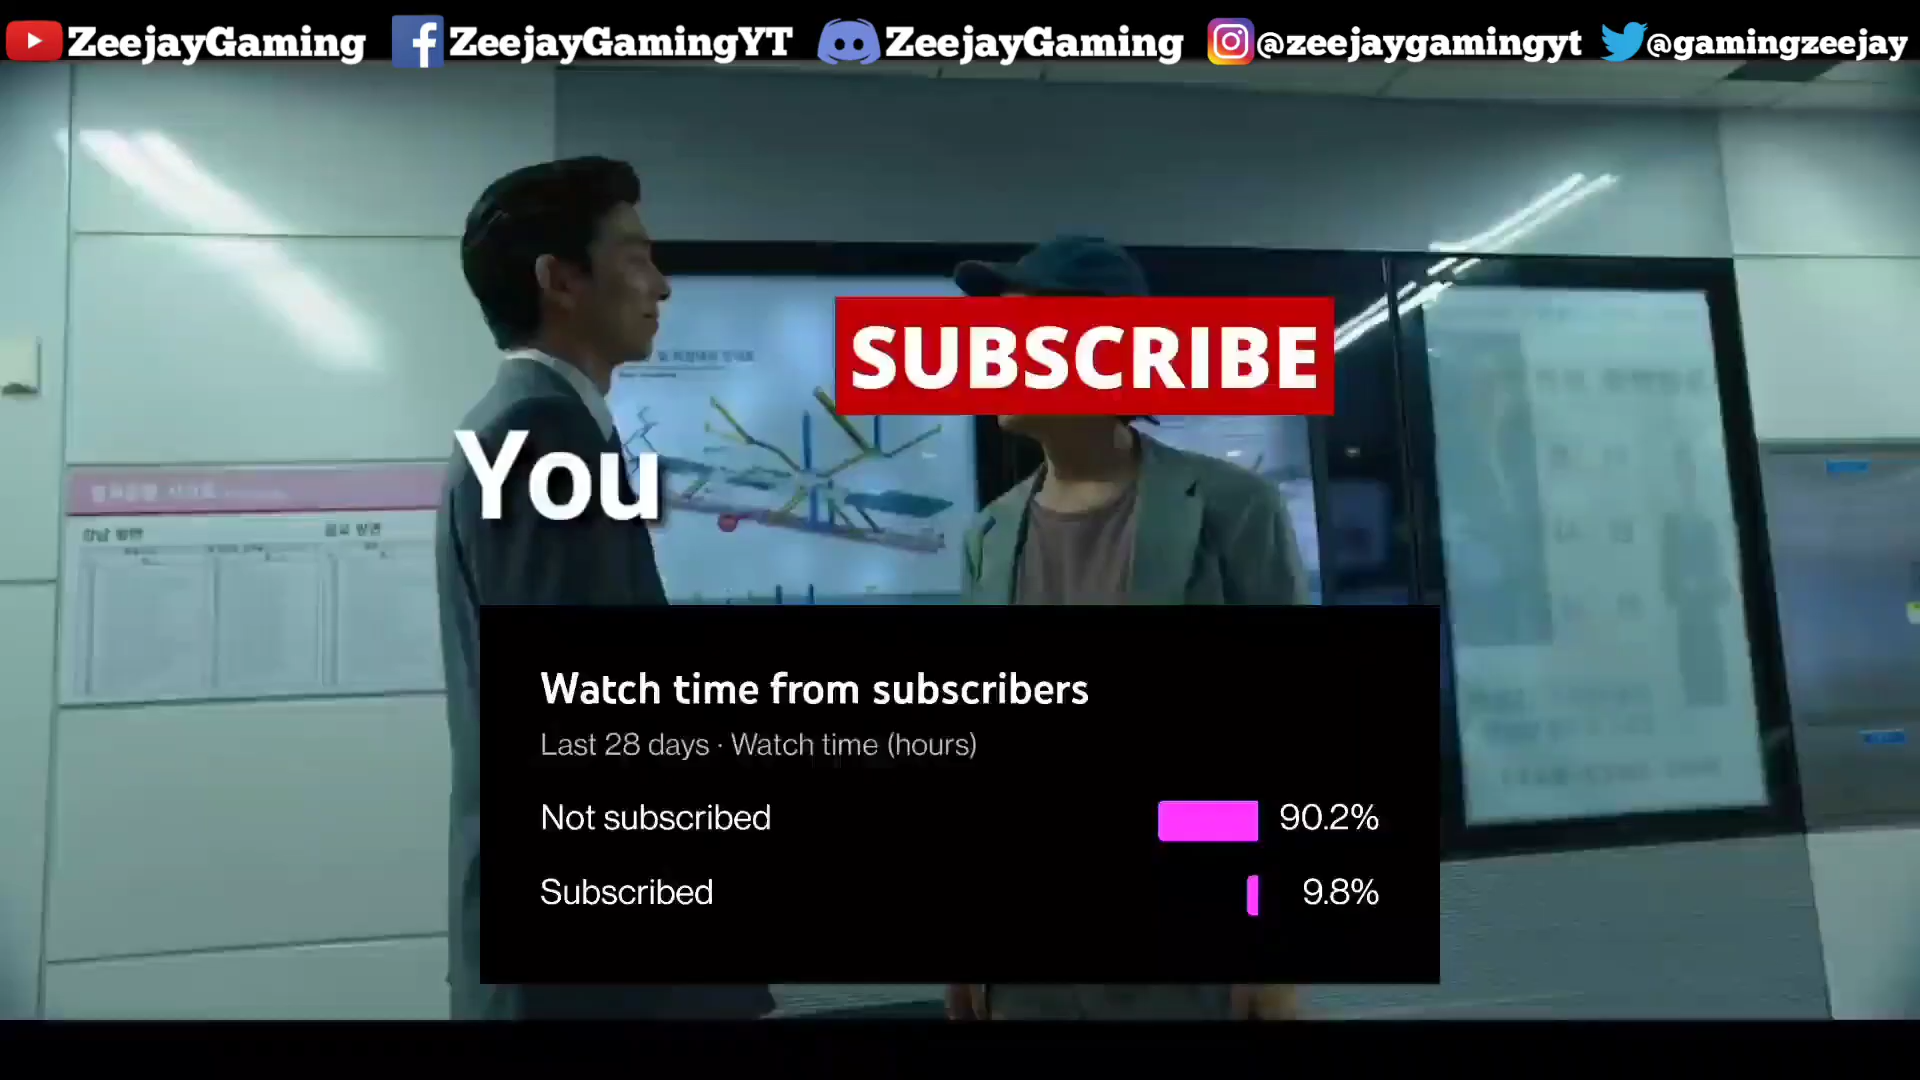 ZeejayGaming ZeejayGamingYT ZeejayGaming @zeejaygamingyt @gamingzeejay
SUBSCRIBE
You
Watch time from subscribers
Last 28 days · Watch time (hours)
Not subscribed 90.2%
Subscribed 9.8%